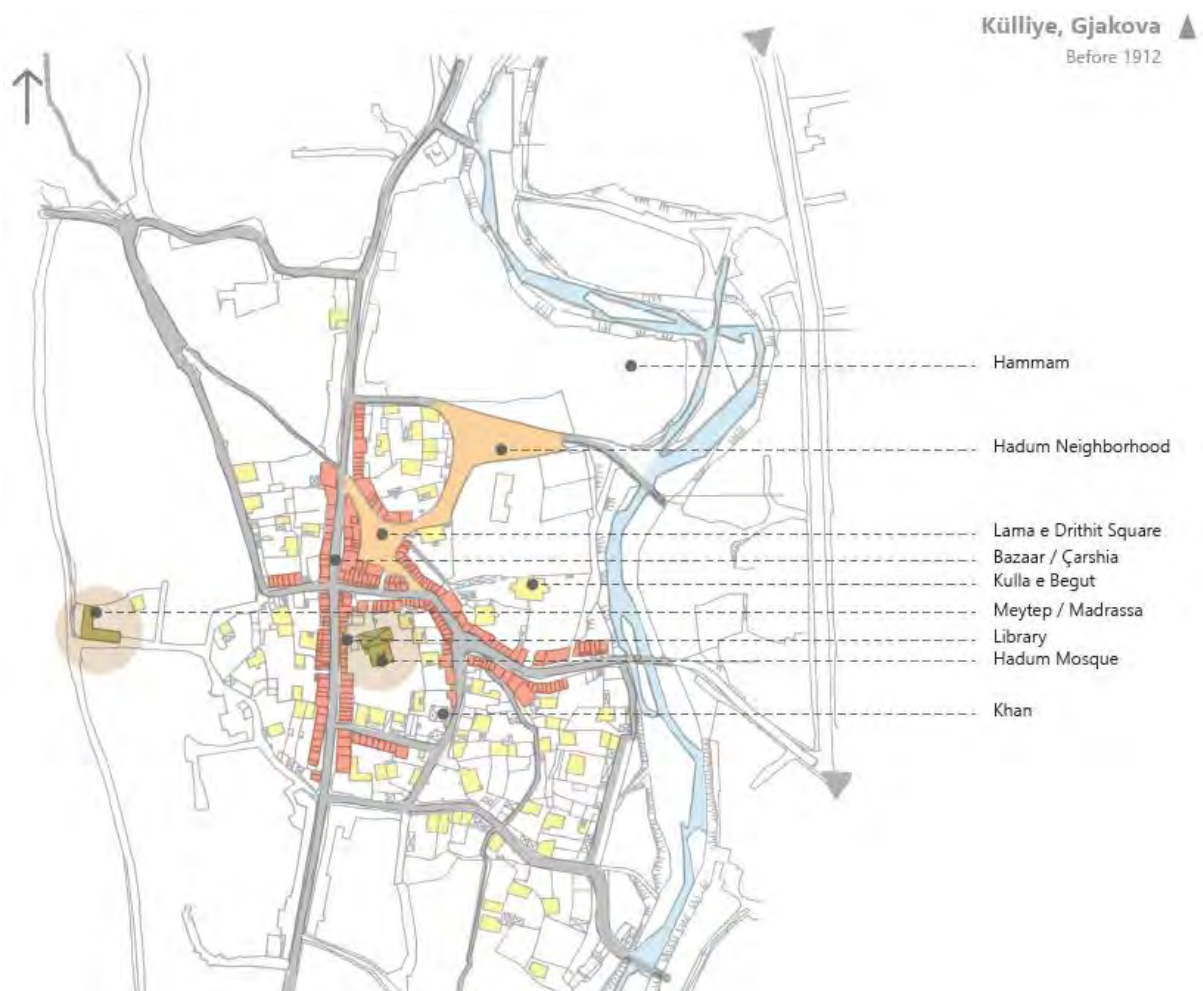 Külliye, Gjakova
Before 1912
Hammam
Hadum Neighborhood
Lama e Drithit Square
Bazaar / Çarshia
Kulla e Begut
Meytep / Madrassa
Library
Hadum Mosque
Khan